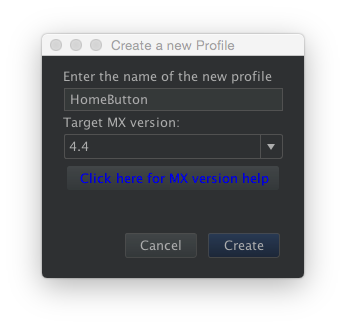 Create a new Profile
Enter the name of the new profile
HomeButton
Target MX version:
4.4
Click here for MX version help
Cancel
Create